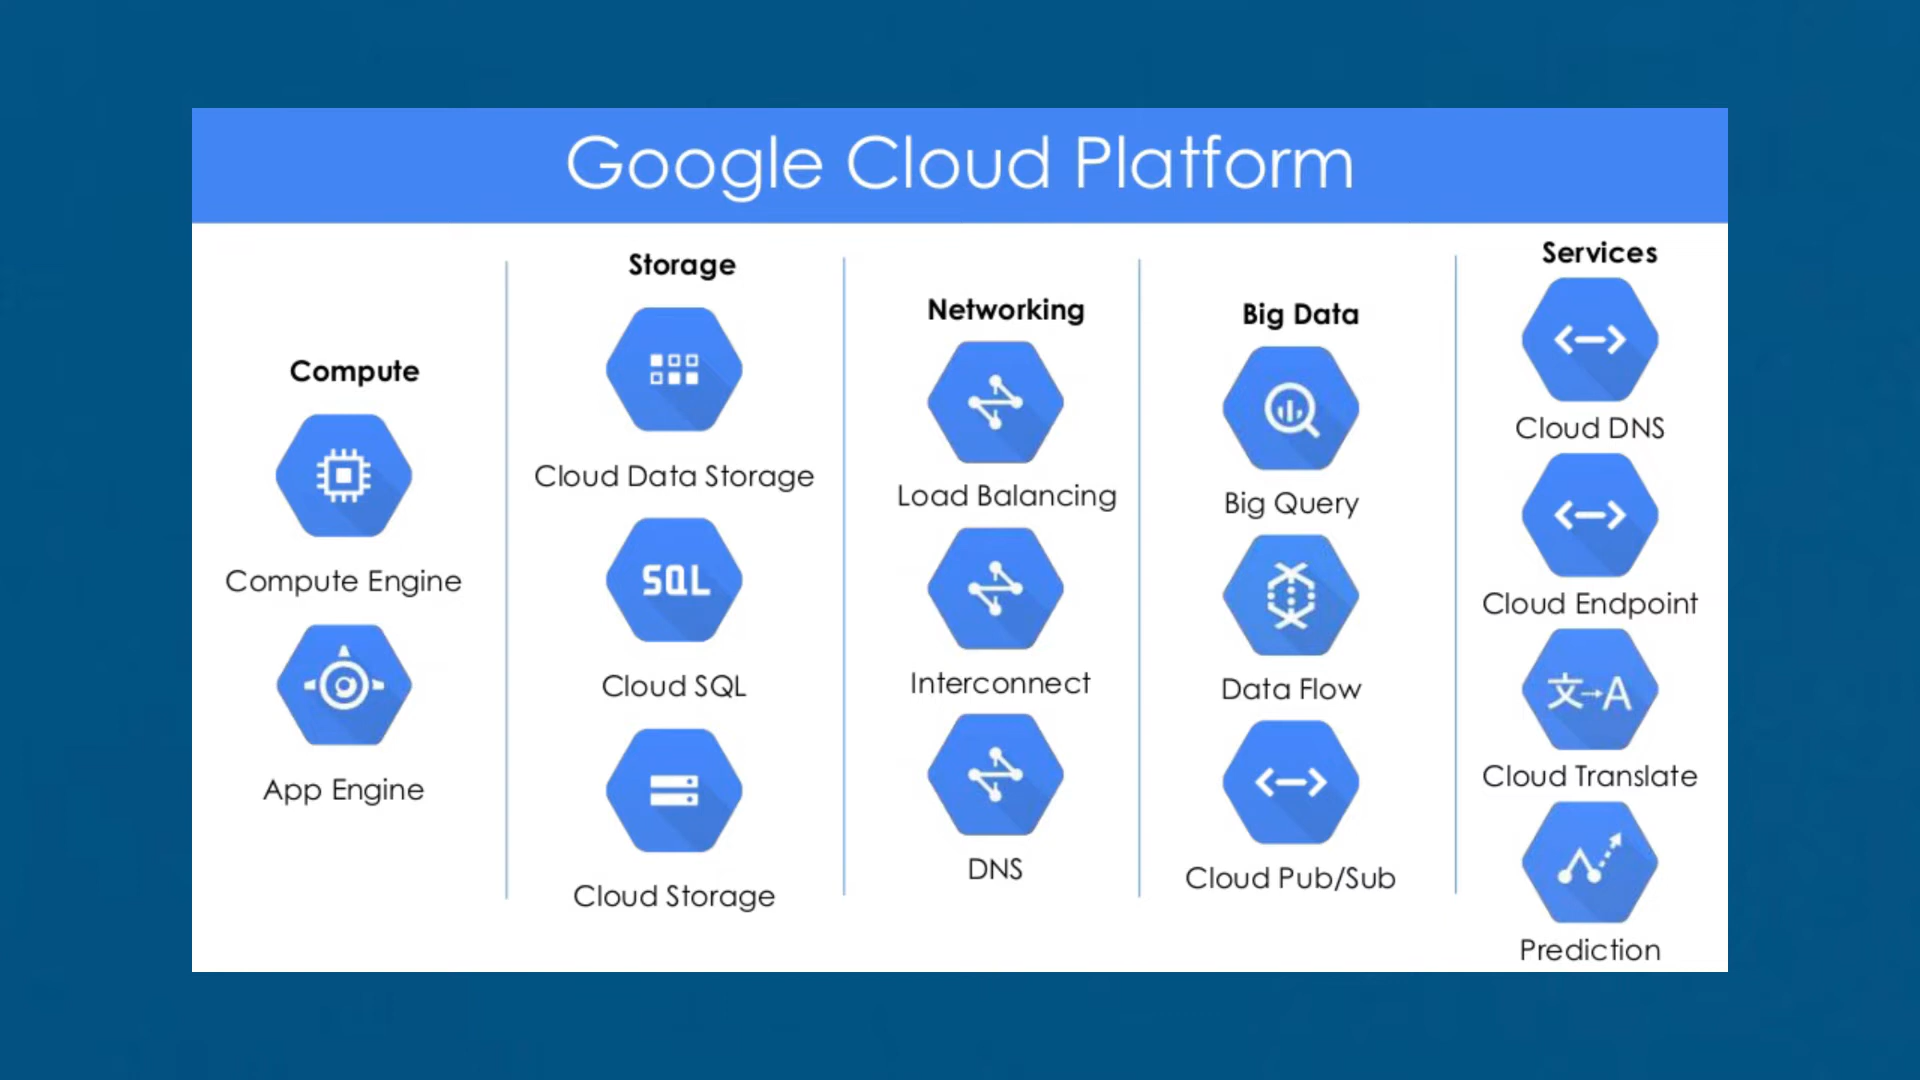 Google Cloud Platform
Compute
Compute Engine
App Engine
Storage
Cloud Data Storage
SQL
Cloud SQL
Cloud Storage
Networking
Load Balancing
Interconnect
DNS
Big Data
Big Query
Data Flow
Cloud Pub/Sub
Services
Cloud DNS
Cloud Endpoint
文→A
Cloud Translate
Prediction